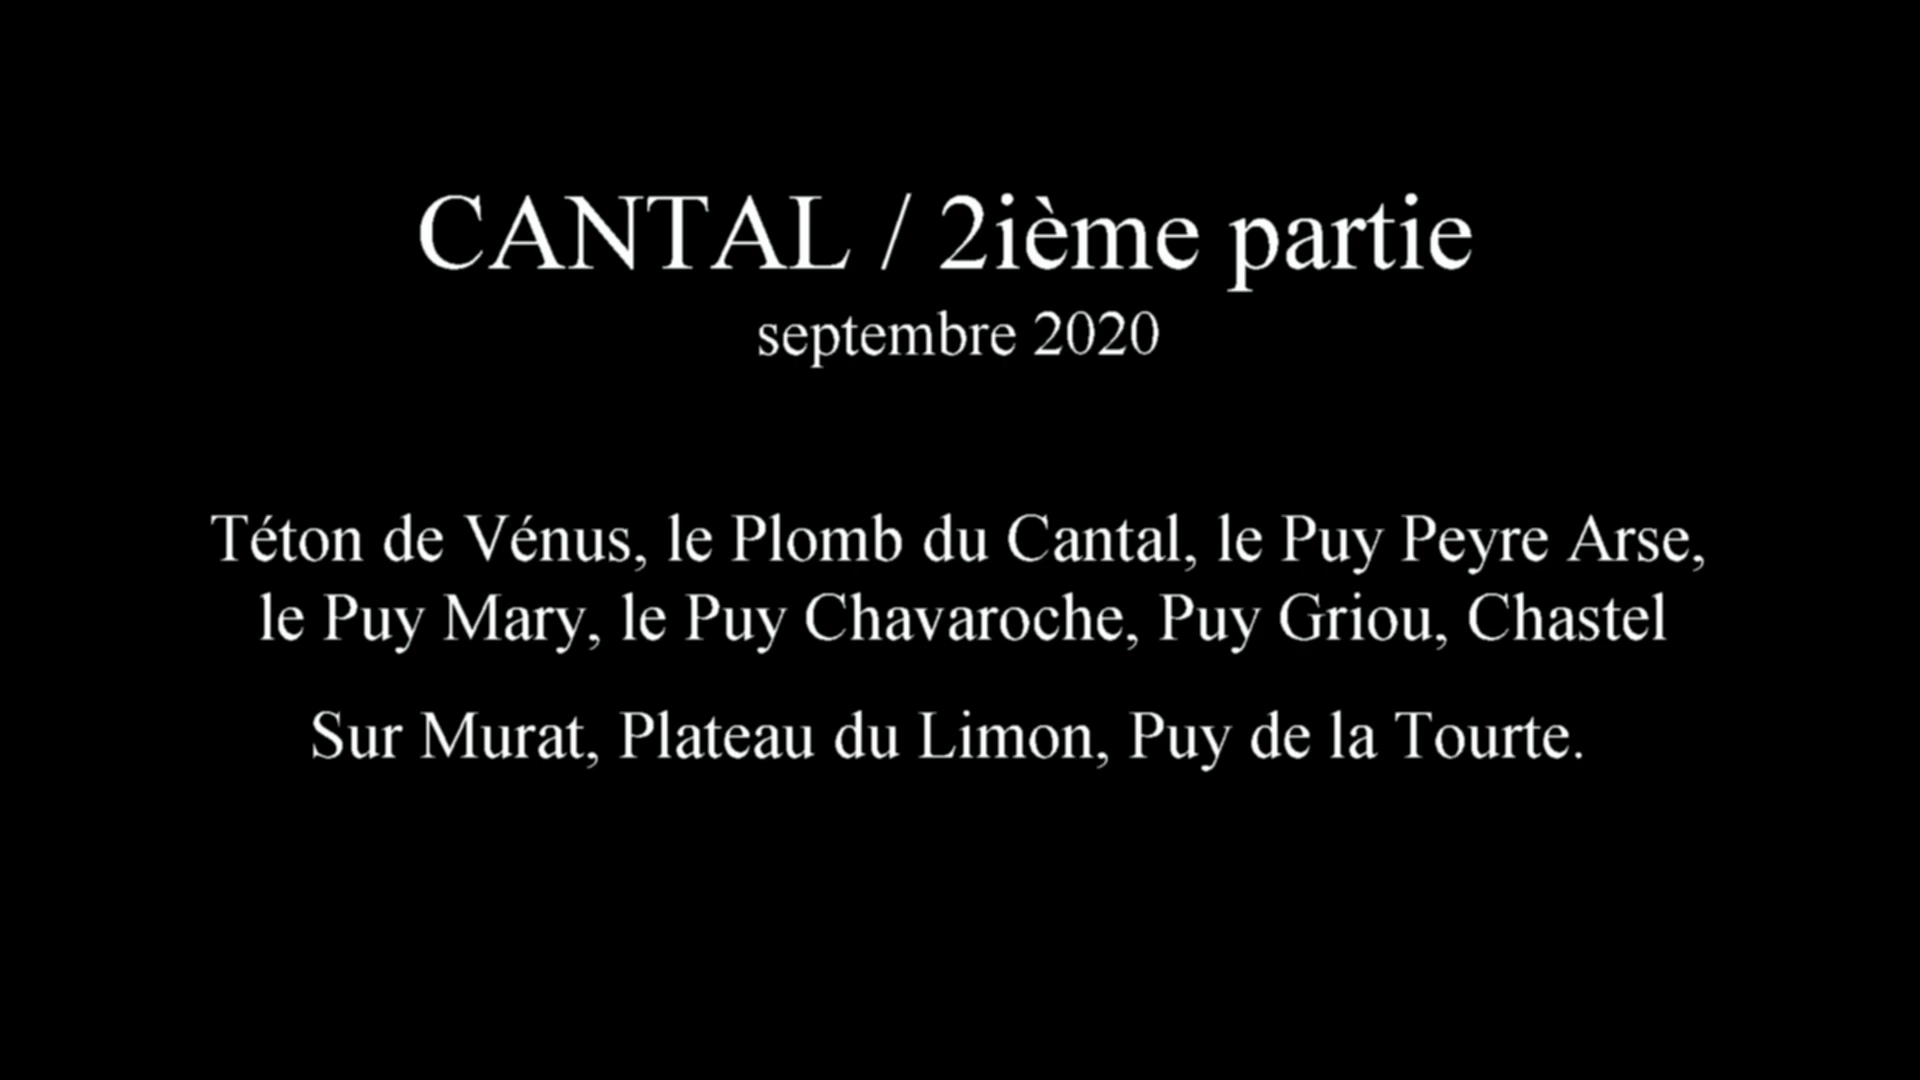 CANTAL / 2ième partie
septembre 2020
Téton de Vénus, le Plomb du Cantal, le Puy Peyre Arse,
le Puy Mary, le Puy Chavaroche, Puy Griou, Chastel
Sur Murat, Plateau du Limon, Puy de la Tourte.